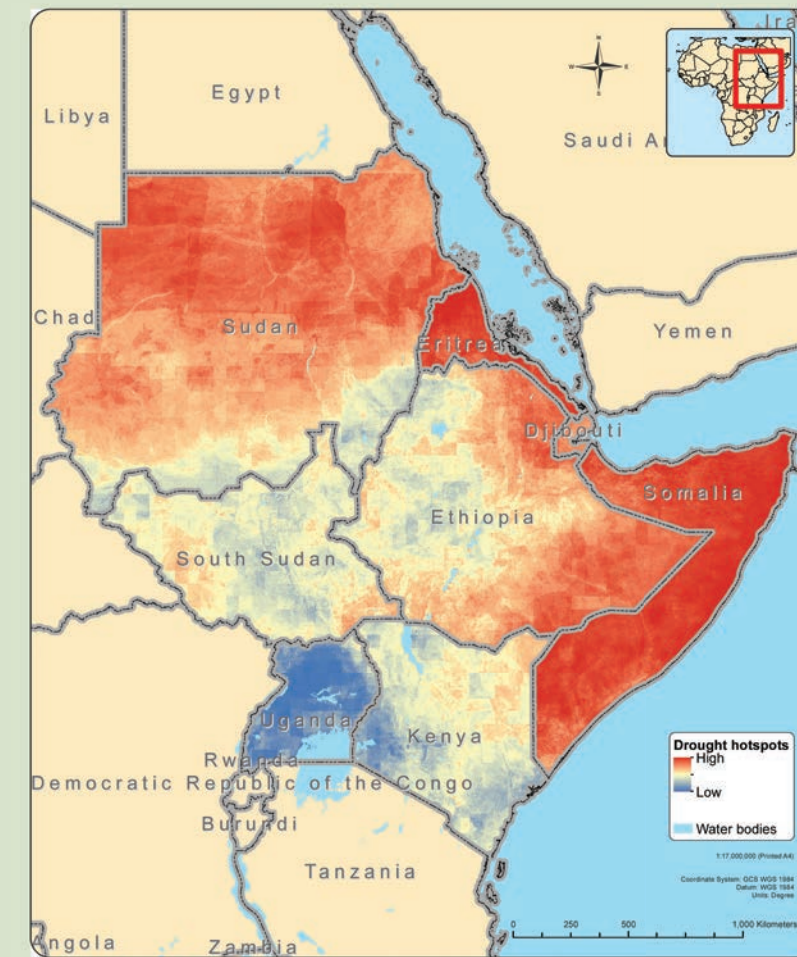 Ira
Egypt
Libya
Saudi Ar
N
W
E
S
Chad
Sudan
Yemen
Eritrea
Djibouti
Somalia
Ethiopia
South Sudan
Uganda
Kenya
Rwanda
Democratic Republic of the Congo
Burundi
Tanzania
Angola
Zambia
Drought hotspots
High
Low
Water bodies
1:17,000,000 (Printed A4)
Coordinate System: GCS WGS 1984
Datum: WGS 1984
Units: Degree
0 250 500 1,000 Kilometers